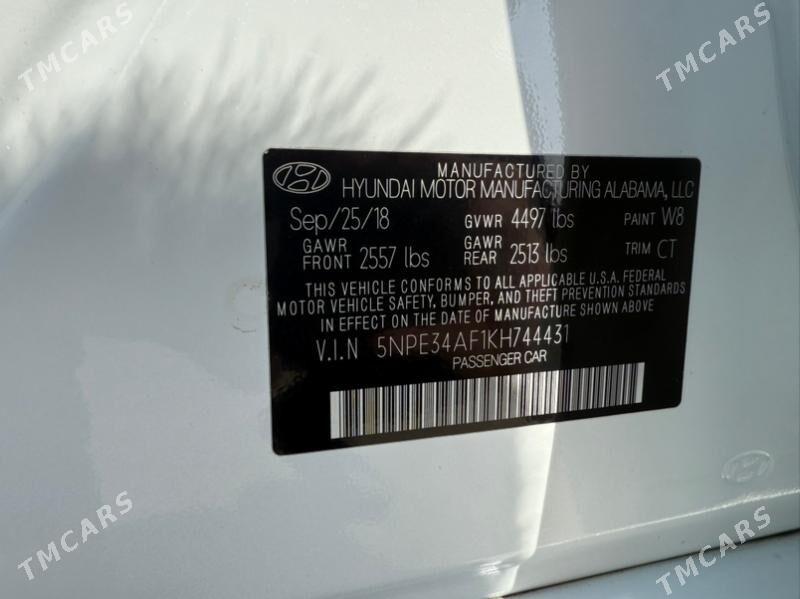 TMCARS
TMCARS
MANUFACTURED BY
HYUNDAI MOTOR MANUFACTURING ALABAMA, LLC
Sep/25/18 GVWR 4497 lbs PAINT W8
GAWR FRONT 2557 lbs GAWR REAR 2513 lbs TRIM CT
THIS VEHICLE CONFORMS TO ALL APPLICABLE U.S.A. FEDERAL
MOTOR VEHICLE SAFETY, BUMPER, AND THEFT PREVENTION STANDARDS
IN EFFECT ON THE DATE OF MANUFACTURE SHOWN ABOVE.
V.I.N 5NPE34AF1KH744431
PASSENGER CAR
TMCARS
TMCARS